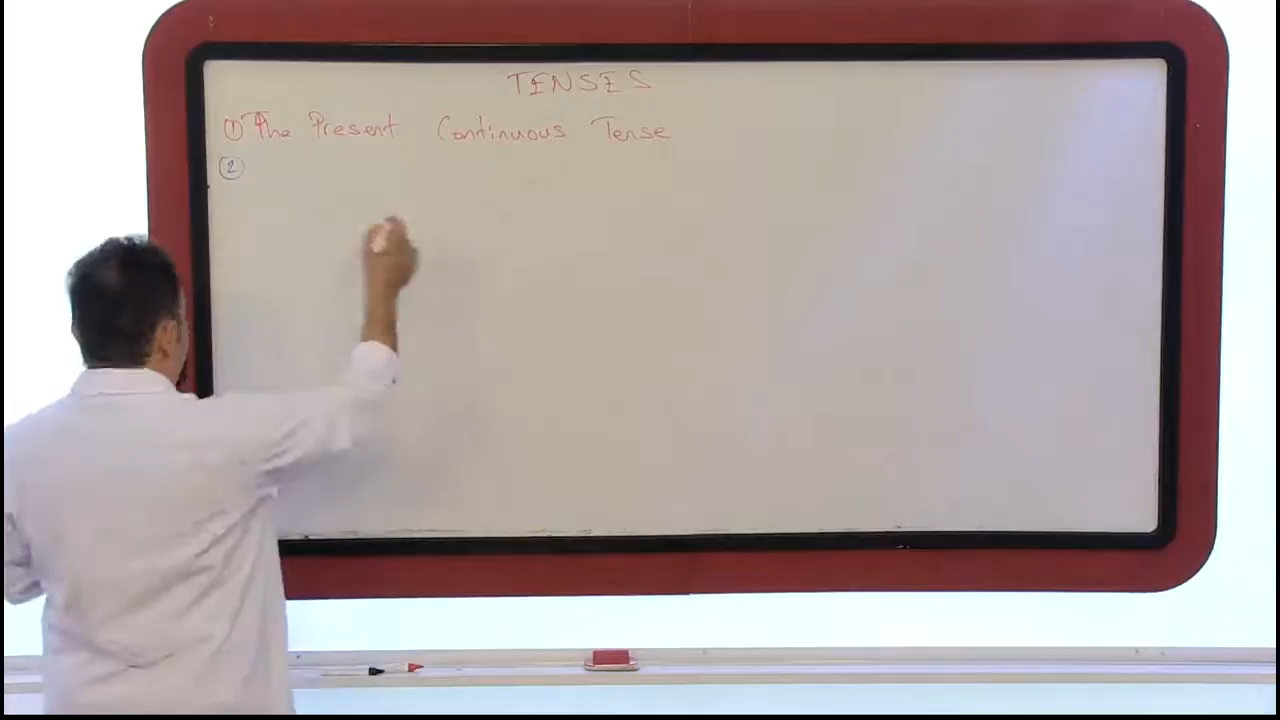 TENSES
① The Present Continuous Tense
②